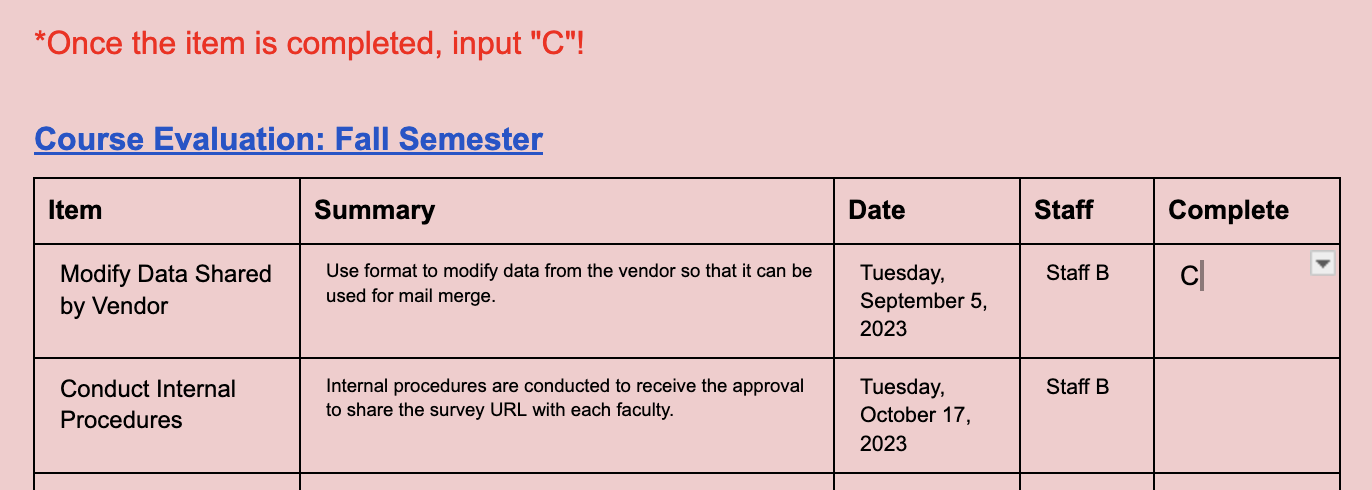 *Once the item is completed, input "C"!
Course Evaluation: Fall Semester
Item Summary Date Staff Complete
Modify Data Shared
by Vendor
Use format to modify data from the vendor so that it can be
used for mail merge.
Tuesday,
September 5,
2023
Staff B
C
Conduct Internal
Procedures
Internal procedures are conducted to receive the approval
to share the survey URL with each faculty.
Tuesday,
October 17,
2023
Staff B